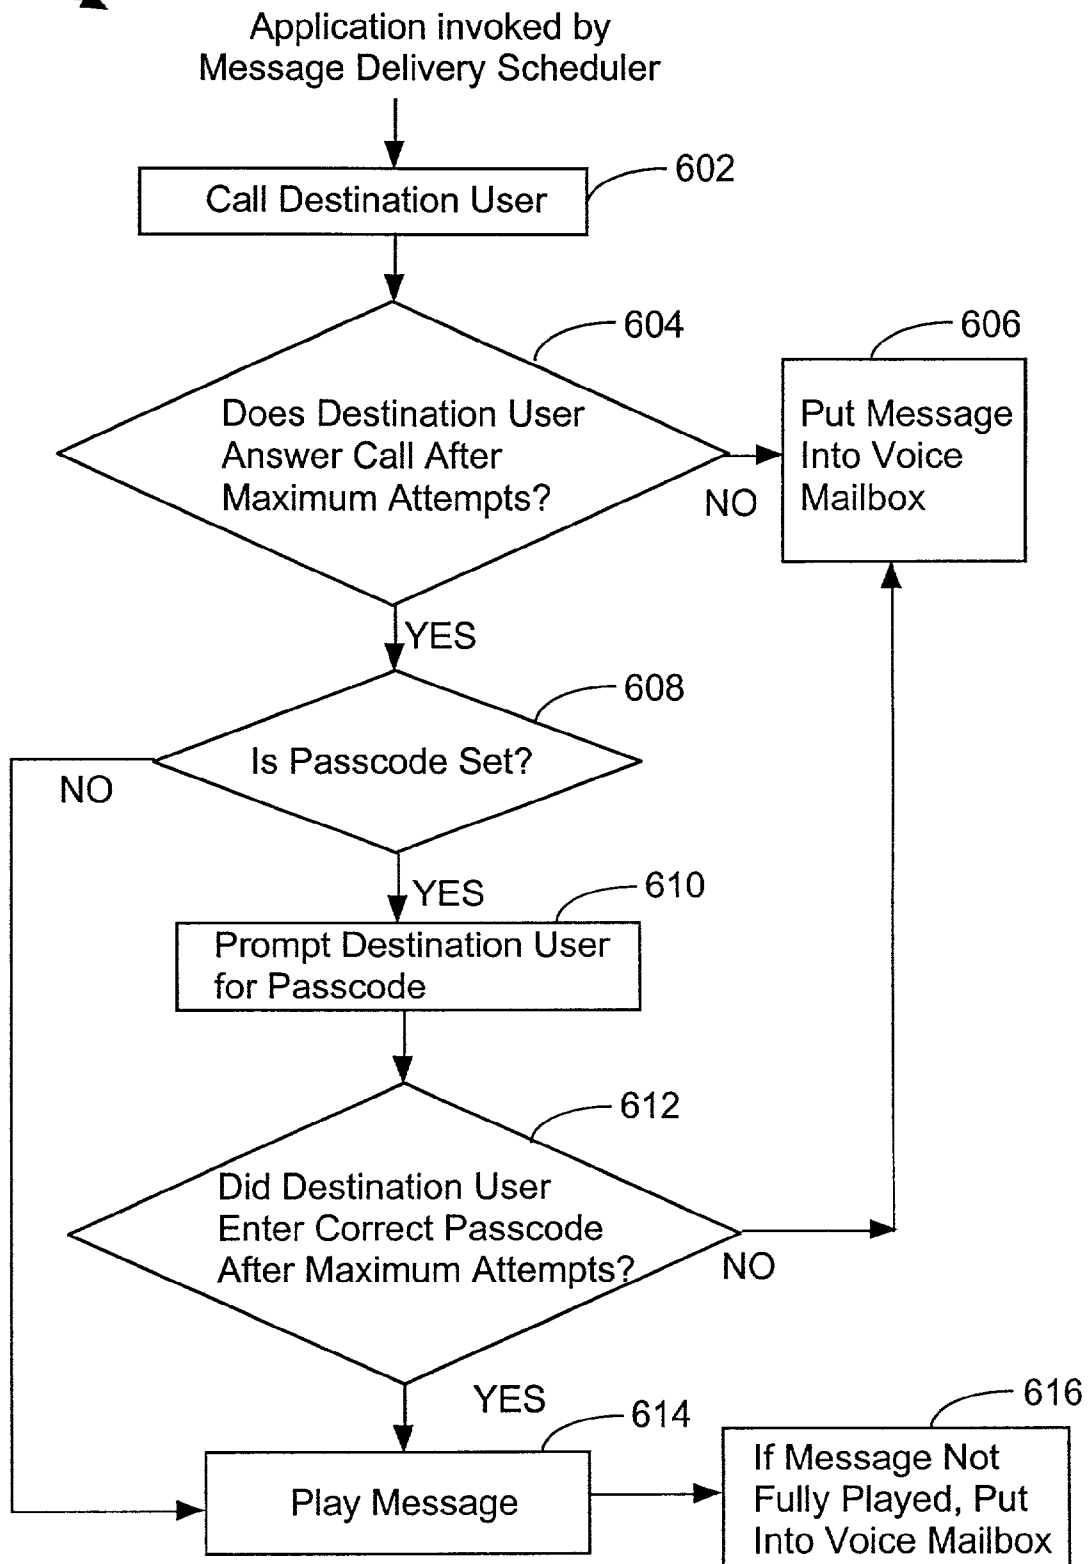 Application invoked by
Message Delivery Scheduler
602
Call Destination User
604
606
Does Destination User
Answer Call After
Maximum Attempts?
Put Message
Into Voice
Mailbox
NO
YES
608
Is Passcode Set?
NO
YES
610
Prompt Destination User
for Passcode
612
Did Destination User
Enter Correct Passcode
After Maximum Attempts?
NO
YES
614
616
Play Message
If Message Not
Fully Played, Put
Into Voice Mailbox